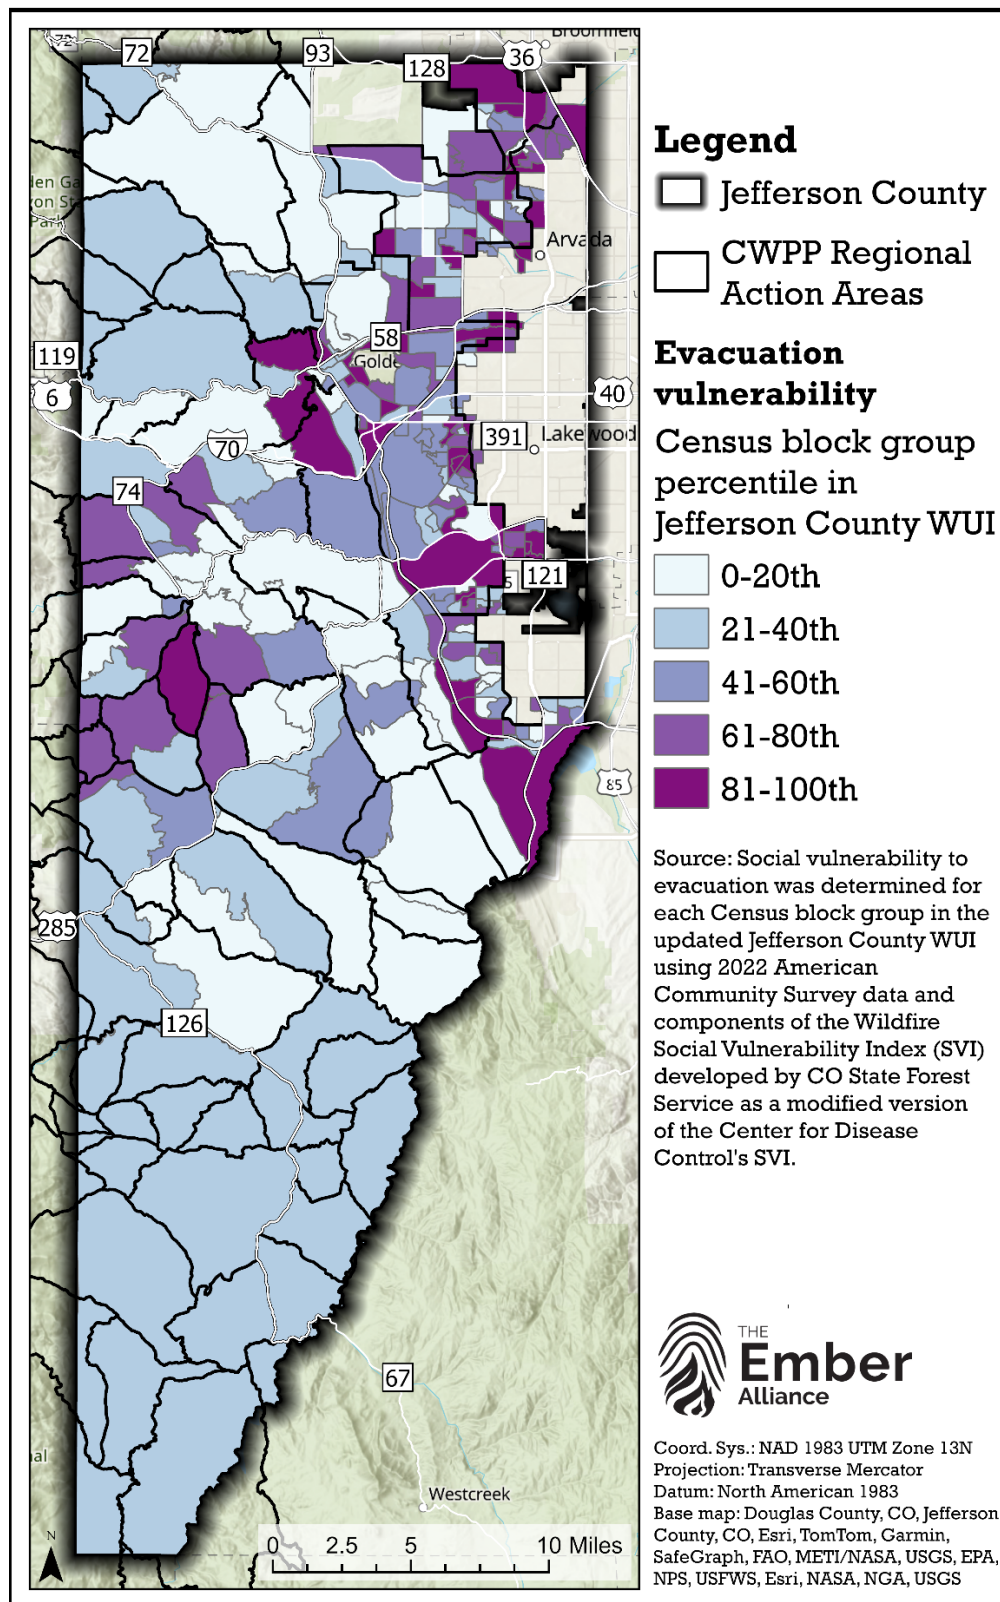 72
72
93
128
36
Broomfield
Arvada
58
Golde
119
6
40
70
391
Lakewood
74
121
285
85
126
67
Westcreek
N
0 2.5 5 10 Miles
Legend
Jefferson County
CWPP Regional
Action Areas
Evacuation
vulnerability
Census block group
percentile in
Jefferson County WUI
0-20th
21-40th
41-60th
61-80th
81-100th
Source: Social vulnerability to
evacuation was determined for
each Census block group in the
updated Jefferson County WUI
using 2022 American
Community Survey data and
components of the Wildfire
Social Vulnerability Index (SVI)
developed by CO State Forest
Service as a modified version
of the Center for Disease
Control's SVI.
THE
Ember
Alliance
Coord. Sys.: NAD 1983 UTM Zone 13N
Projection: Transverse Mercator
Datum: North American 1983
Base map: Douglas County, CO, Jefferson
County, CO, Esri, TomTom, Garmin,
SafeGraph, FAO, METI/NASA, USGS, EPA,
NPS, USFWS, Esri, NASA, NGA, USGS